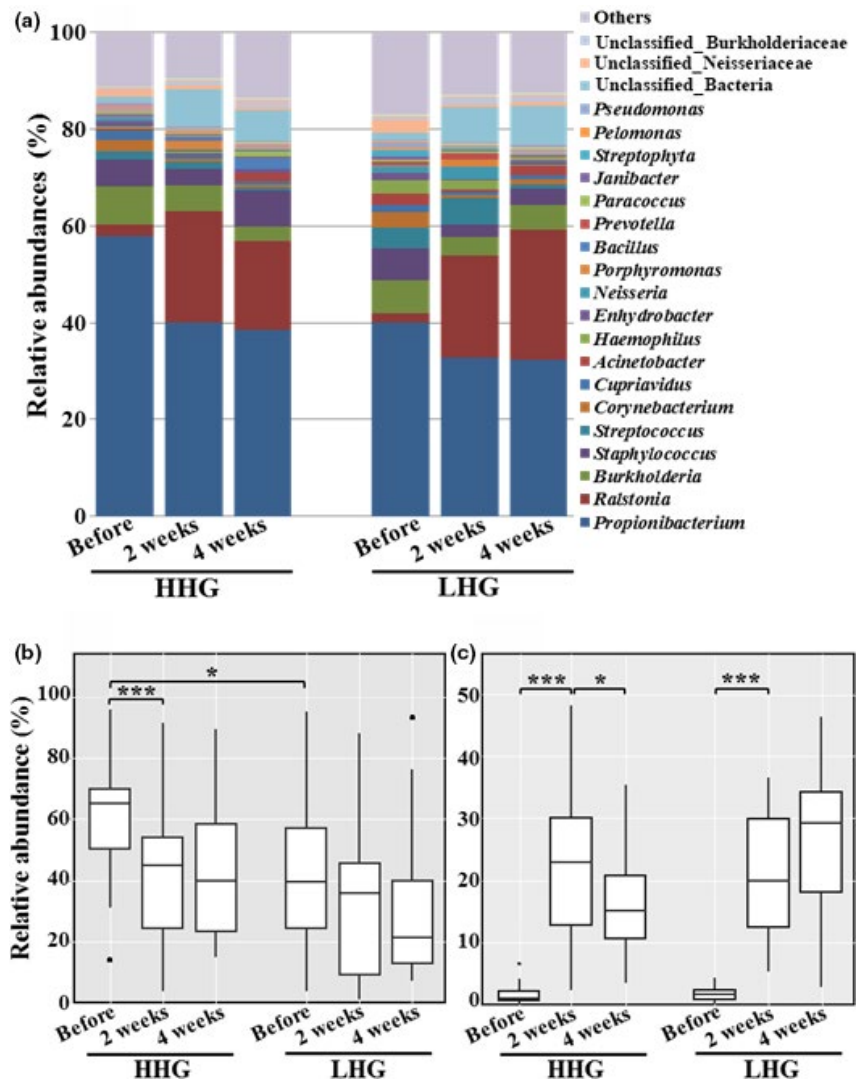 (a)
Relative abundances (%)
100
80
60
40
20
0
Before
2 weeks
4 weeks
HHG
Before
2 weeks
4 weeks
LHG
Others
Unclassified_Burkholderiaceae
Unclassified_Neisseriaceae
Unclassified_Bacteria
Pseudomonas
Pelomonas
Streptophyta
Janibacter
Paracoccus
Prevotella
Bacillus
Porphyromonas
Neisseria
Enhydrobacter
Haemophilus
Acinetobacter
Cupriavidus
Corynebacterium
Streptococcus
Staphylococcus
Burkholderia
Ralstonia
Propionibacterium
(b)
Relative abundance (%)
100
80
60
40
20
0
***
*
Before
2 weeks
4 weeks
HHG
Before
2 weeks
4 weeks
LHG
(c)
50
40
30
20
10
0
***
*
***
Before
2 weeks
4 weeks
HHG
Before
2 weeks
4 weeks
LHG